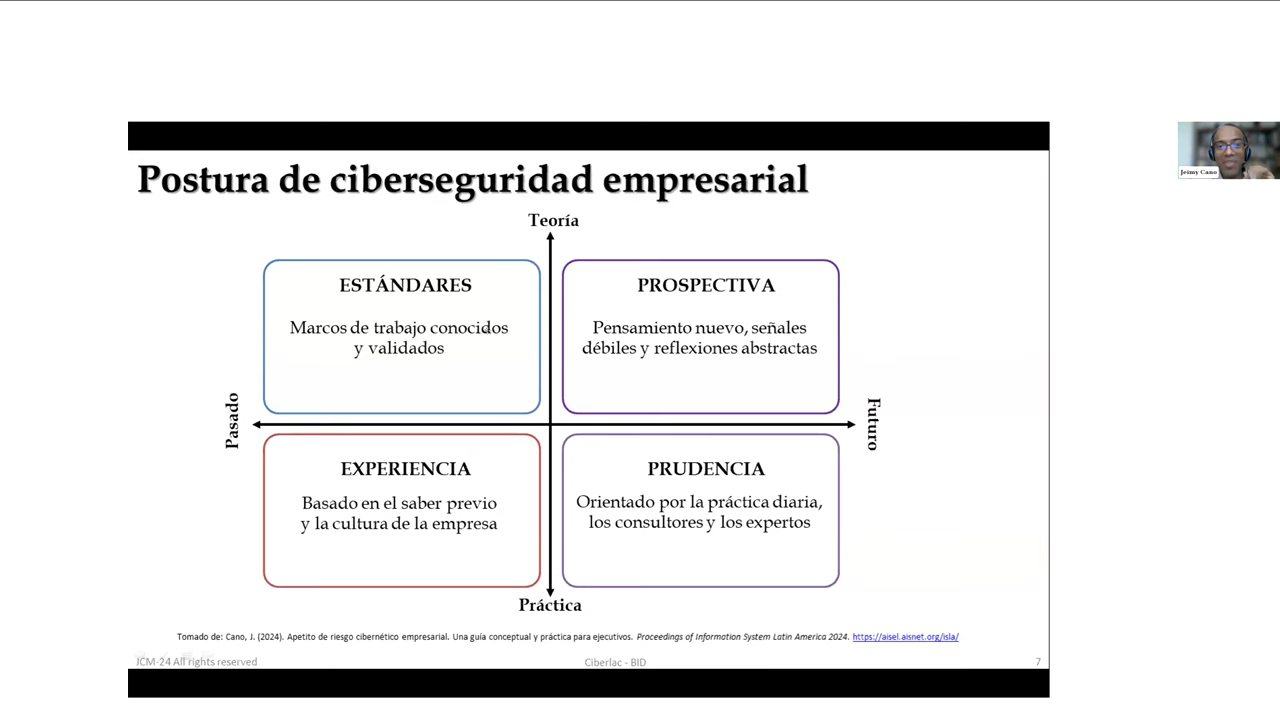 Postura de ciberseguridad empresarial
Teoría
ESTÁNDARES
Marcos de trabajo conocidos
y validados
PROSPECTIVA
Pensamiento nuevo, señales
débiles y reflexiones abstractas
Pasado
Futuro
EXPERIENCIA
Basado en el saber previo
y la cultura de la empresa
PRUDENCIA
Orientado por la práctica diaria,
los consultores y los expertos
Práctica
Tomado de: Cano, J. (2024). Apetito de riesgo cibernético empresarial. Una guía conceptual y práctica para ejecutivos. Proceedings of Information System Latin America 2024. https://aisel.aisnet.org/isla/
JCM-24 All rights reserved
Ciberlac - BID
7
Jeimy Cano